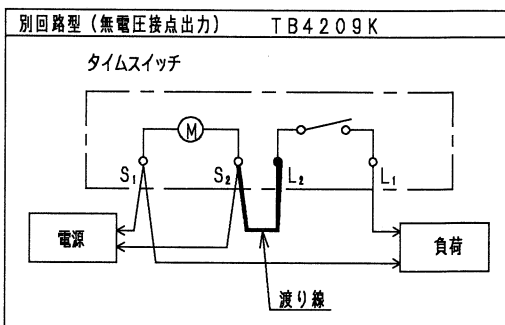 別回路型(無電圧接点出力) TB4209K
タイムスイッチ
M
S₁ S₂ L₂ L₁
電源 負荷
渡り線